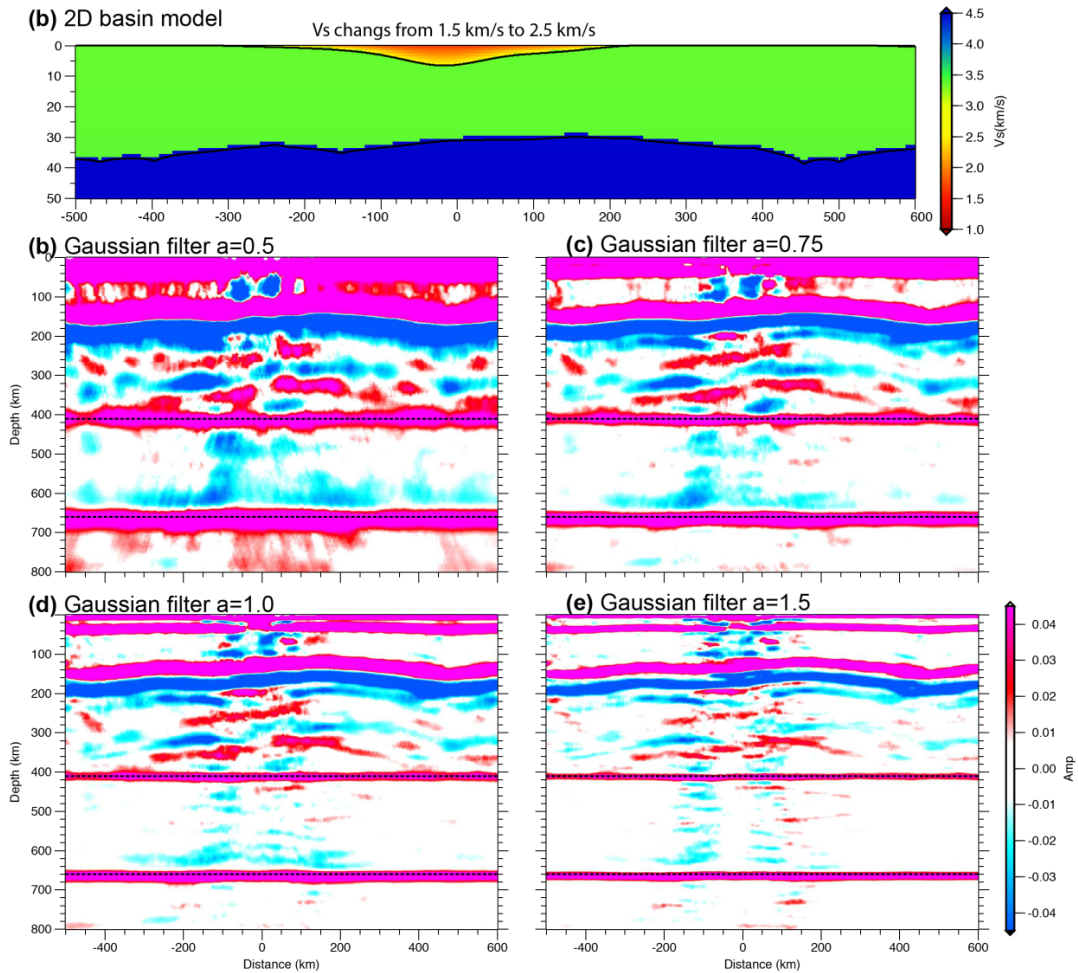 (b) 2D basin model
Vs changs from 1.5 km/s to 2.5 km/s
0
10
20
30
40
50
-500 -400 -300 -200 -100 0 100 200 300 400 500 600
4.5
4.0
3.5
3.0
2.5
2.0
1.5
1.0
Vs(km/s)
(b) Gaussian filter a=0.5
(c) Gaussian filter a=0.75
0
100
200
300
400
500
600
700
800
Depth (km)
(d) Gaussian filter a=1.0
(e) Gaussian filter a=1.5
100
200
300
400
500
600
700
800
Depth (km)
-400 -200 0 200 400 600
Distance (km)
-400 -200 0 200 400 600
Distance (km)
0.04
0.03
0.02
0.01
0.00
-0.01
-0.02
-0.03
-0.04
Amp